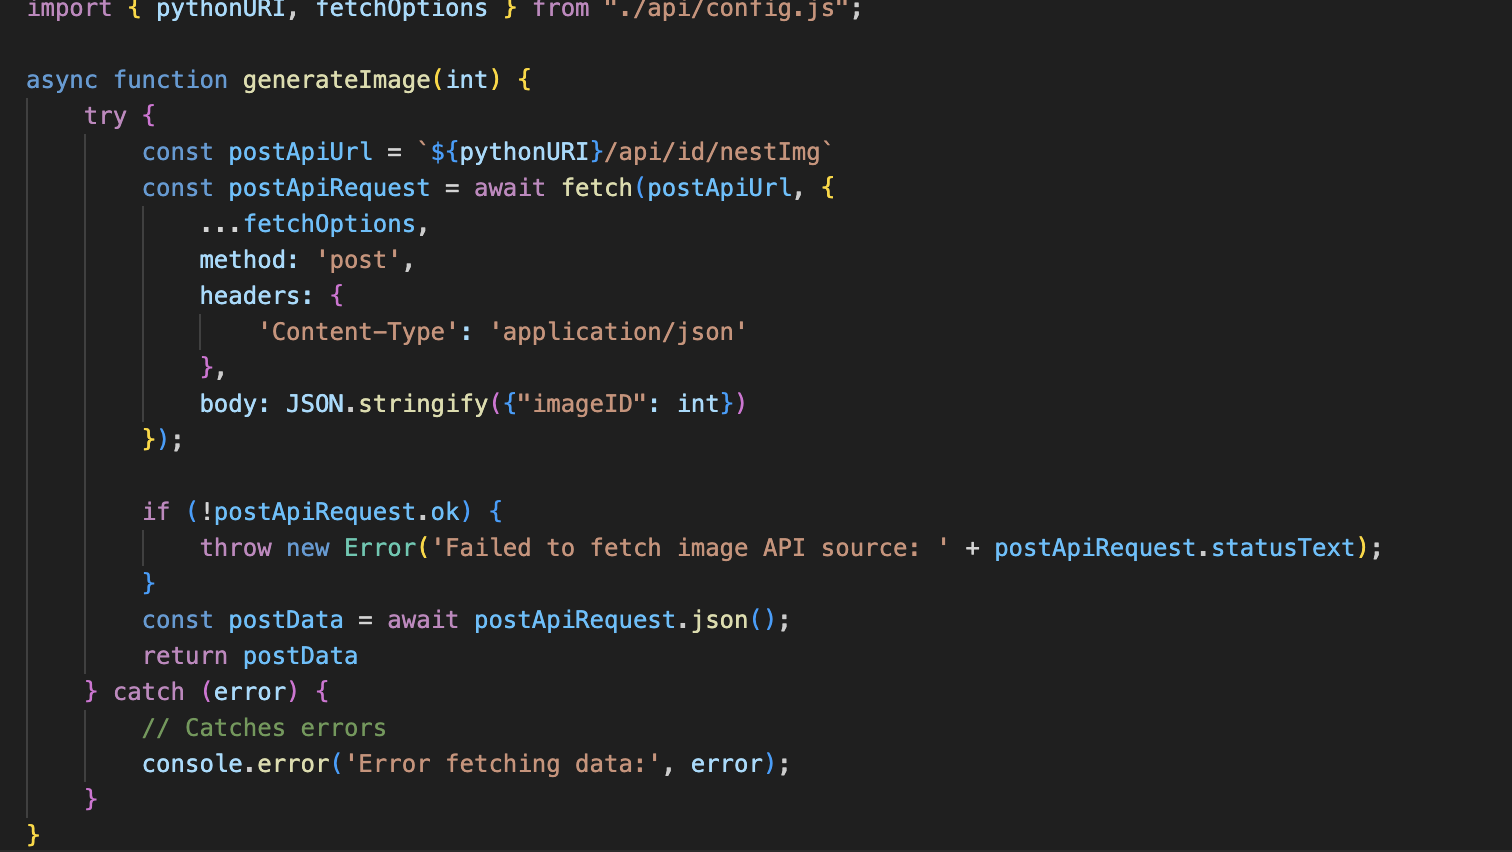 import { pythonURI, fetchOptions } from "./api/config.js";
async function generateImage(int) {
try {
const postApiUrl = `${pythonURI}/api/id/nestImg`
const postApiRequest = await fetch(postApiUrl, {
...fetchOptions,
method: 'post',
headers: {
'Content-Type': 'application/json'
},
body: JSON.stringify({"imageID": int})
});
if (!postApiRequest.ok) {
throw new Error('Failed to fetch image API source: ' + postApiRequest.statusText);
}
const postData = await postApiRequest.json();
return postData
} catch (error) {
// Catches errors
console.error('Error fetching data:', error);
}
}